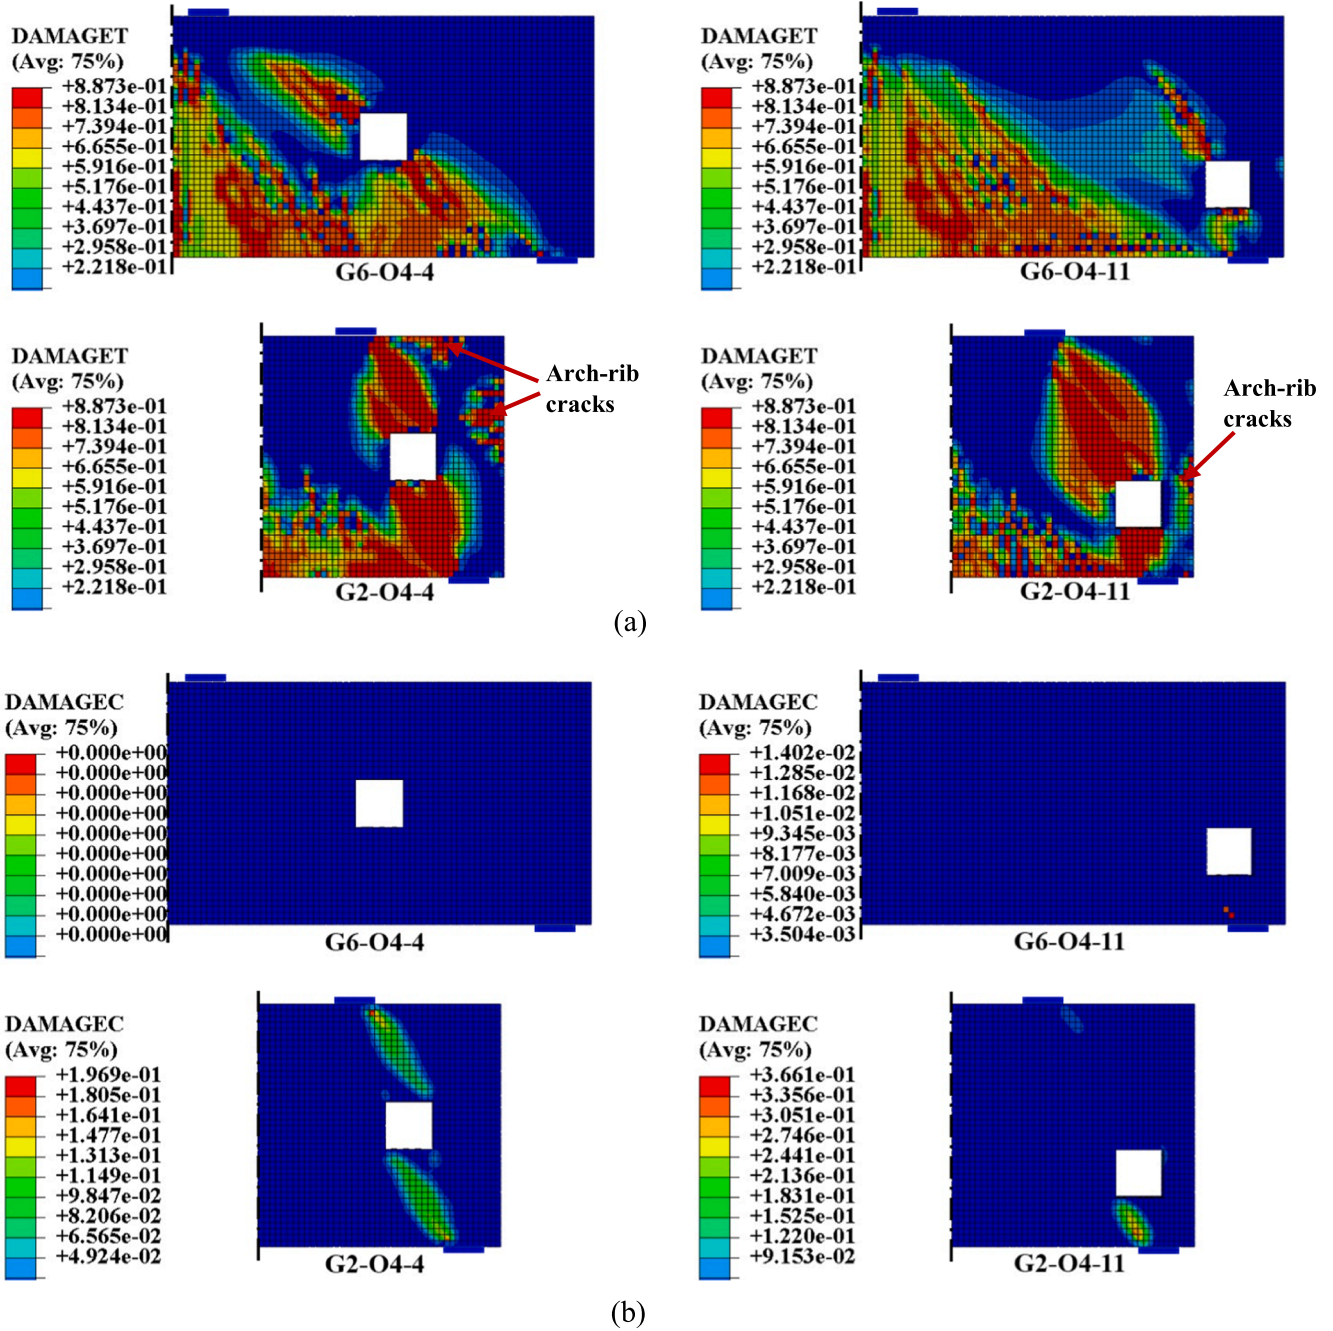 DAMAGET
(Avg: 75%)
+8.873e-01
+8.134e-01
+7.394e-01
+6.655e-01
+5.916e-01
+5.176e-01
+4.437e-01
+3.697e-01
+2.958e-01
+2.218e-01
G6-O4-4
DAMAGET
(Avg: 75%)
+8.873e-01
+8.134e-01
+7.394e-01
+6.655e-01
+5.916e-01
+5.176e-01
+4.437e-01
+3.697e-01
+2.958e-01
+2.218e-01
G6-O4-11
DAMAGET
(Avg: 75%)
+8.873e-01
+8.134e-01
+7.394e-01
+6.655e-01
+5.916e-01
+5.176e-01
+4.437e-01
+3.697e-01
+2.958e-01
+2.218e-01
Arch-rib
cracks
G2-O4-4
DAMAGET
(Avg: 75%)
+8.873e-01
+8.134e-01
+7.394e-01
+6.655e-01
+5.916e-01
+5.176e-01
+4.437e-01
+3.697e-01
+2.958e-01
+2.218e-01
Arch-rib
cracks
G2-O4-11
(a)
DAMAGEC
(Avg: 75%)
+0.000e+00
+0.000e+00
+0.000e+00
+0.000e+00
+0.000e+00
+0.000e+00
+0.000e+00
+0.000e+00
+0.000e+00
+0.000e+00
G6-O4-4
DAMAGEC
(Avg: 75%)
+1.402e-02
+1.285e-02
+1.168e-02
+1.051e-02
+9.345e-03
+8.177e-03
+7.009e-03
+5.840e-03
+4.672e-03
+3.504e-03
G6-O4-11
DAMAGEC
(Avg: 75%)
+1.969e-01
+1.805e-01
+1.641e-01
+1.477e-01
+1.313e-01
+1.149e-01
+9.847e-02
+8.206e-02
+6.565e-02
+4.924e-02
G2-O4-4
DAMAGEC
(Avg: 75%)
+3.661e-01
+3.356e-01
+3.051e-01
+2.746e-01
+2.441e-01
+2.136e-01
+1.831e-01
+1.525e-01
+1.220e-01
+9.153e-02
G2-O4-11
(b)